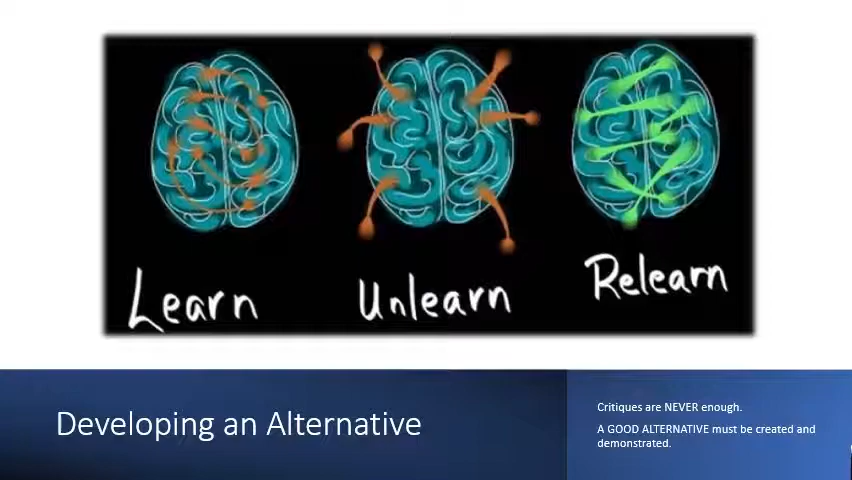 Learn Unlearn Relearn
Developing an Alternative
Critiques are NEVER enough.
A GOOD ALTERNATIVE must be created and
demonstrated.